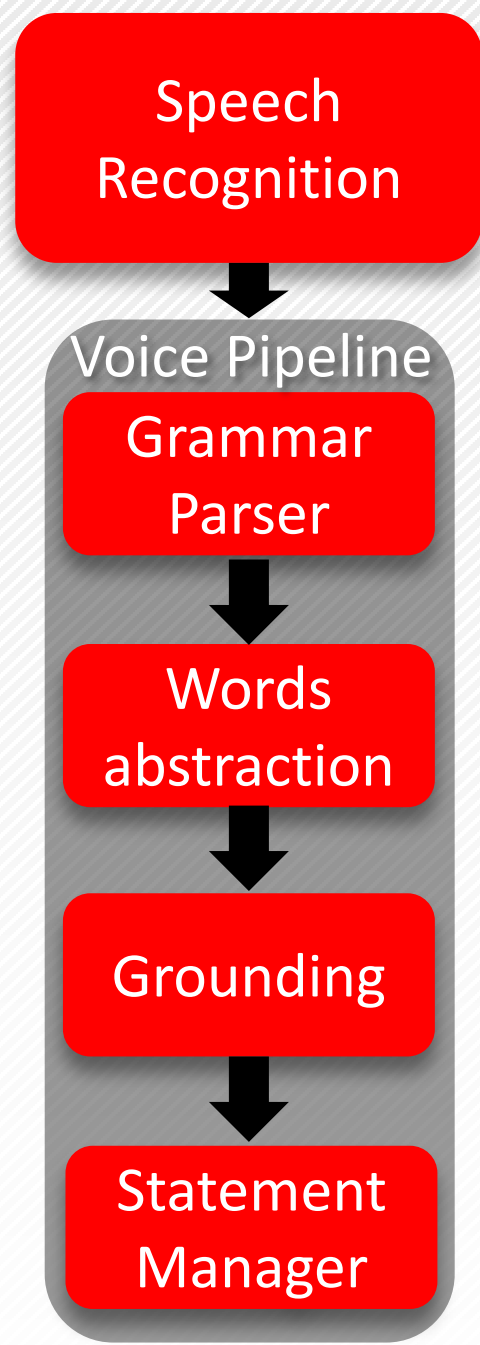 Speech
Recognition
Voice Pipeline
Grammar
Parser
Words
abstraction
Grounding
Statement
Manager